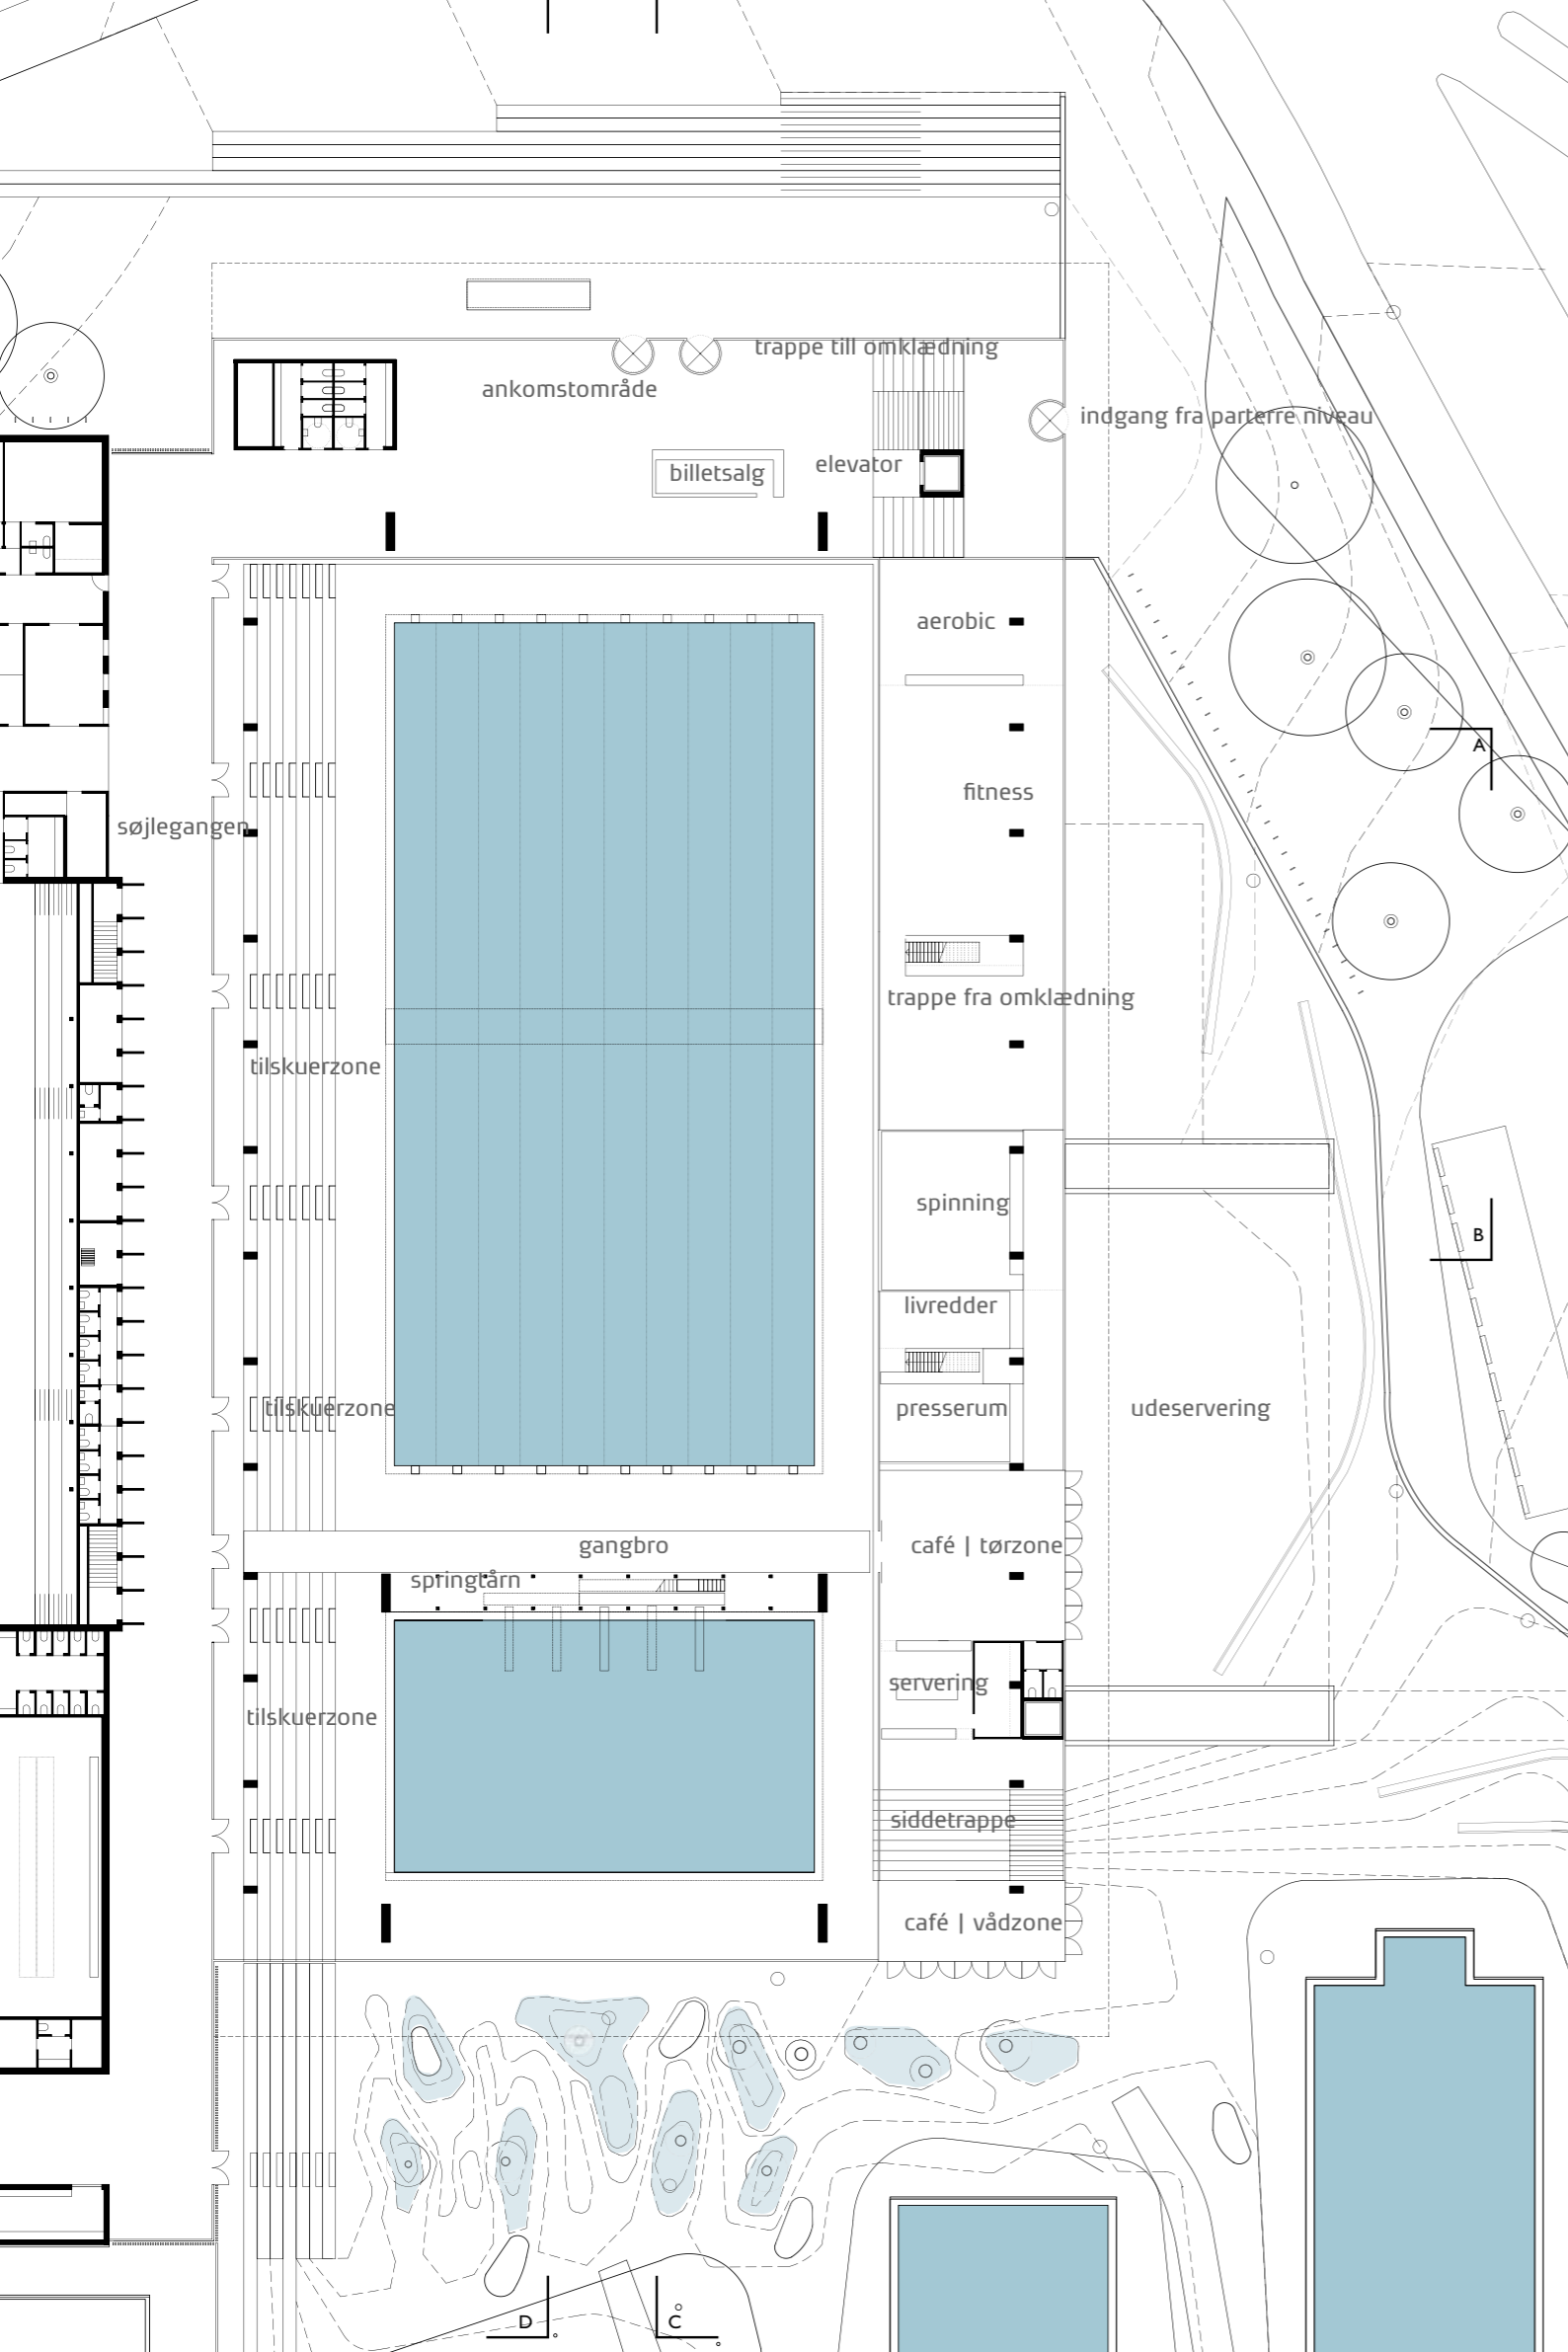 trappe till omklædning
ankomstområde
indgang fra parterre niveau
billetsalg
elevator
aerobic
A
fitness
søjlegangen
trappe fra omklædning
tilskuerzone
spinning
B
livredder
tilskuerzone
presserum
udeservering
gangbro
café | tørzone
springtårn
servering
tilskuerzone
siddetrappe
café | vådzone
D
C